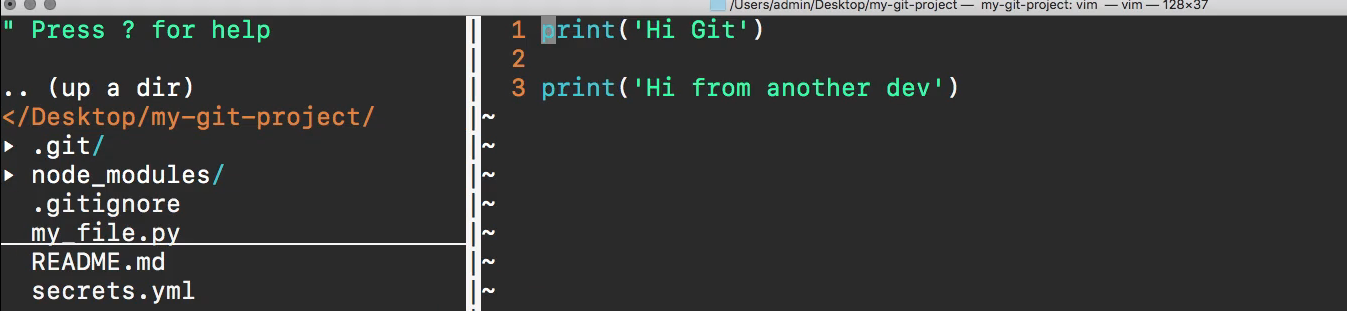 /Users/admin/Desktop/my-git-project — my-git-project: vim — vim — 128×37
" Press ? for help
.. (up a dir)
</Desktop/my-git-project/
▸ .git/
▸ node_modules/
.gitignore
my_file.py
README.md
secrets.yml
1 print('Hi Git')
2
3 print('Hi from another dev')
~
~
~
~
~
~
~